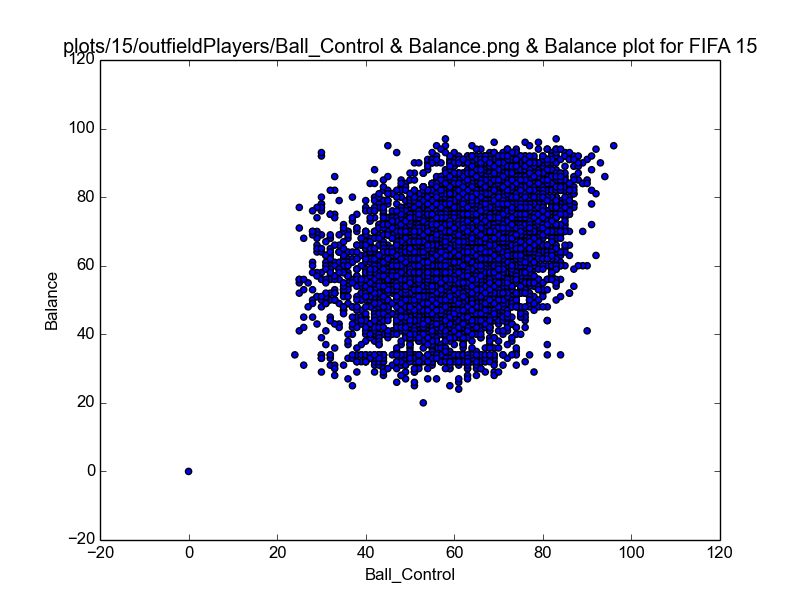 plots/15/outfieldPlayers/Ball_Control & Balance.png & Balance plot for FIFA 15
120
100
80
60
40
20
0
−20
−20 0 20 40 60 80 100 120
Balance
Ball_Control